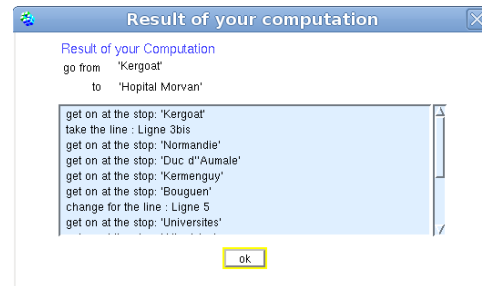 Result of your computation
Result of your Computation
go from 'Kergoat'
to 'Hopital Morvan'
get on at the stop: 'Kergoat'
take the line : Ligne 3bis
get on at the stop: 'Normandie'
get on at the stop: 'Duc d''Aumale'
get on at the stop: 'Kermenguy'
get on at the stop: 'Bouguen'
change for the line : Ligne 5
get on at the stop: 'Universites'
ok